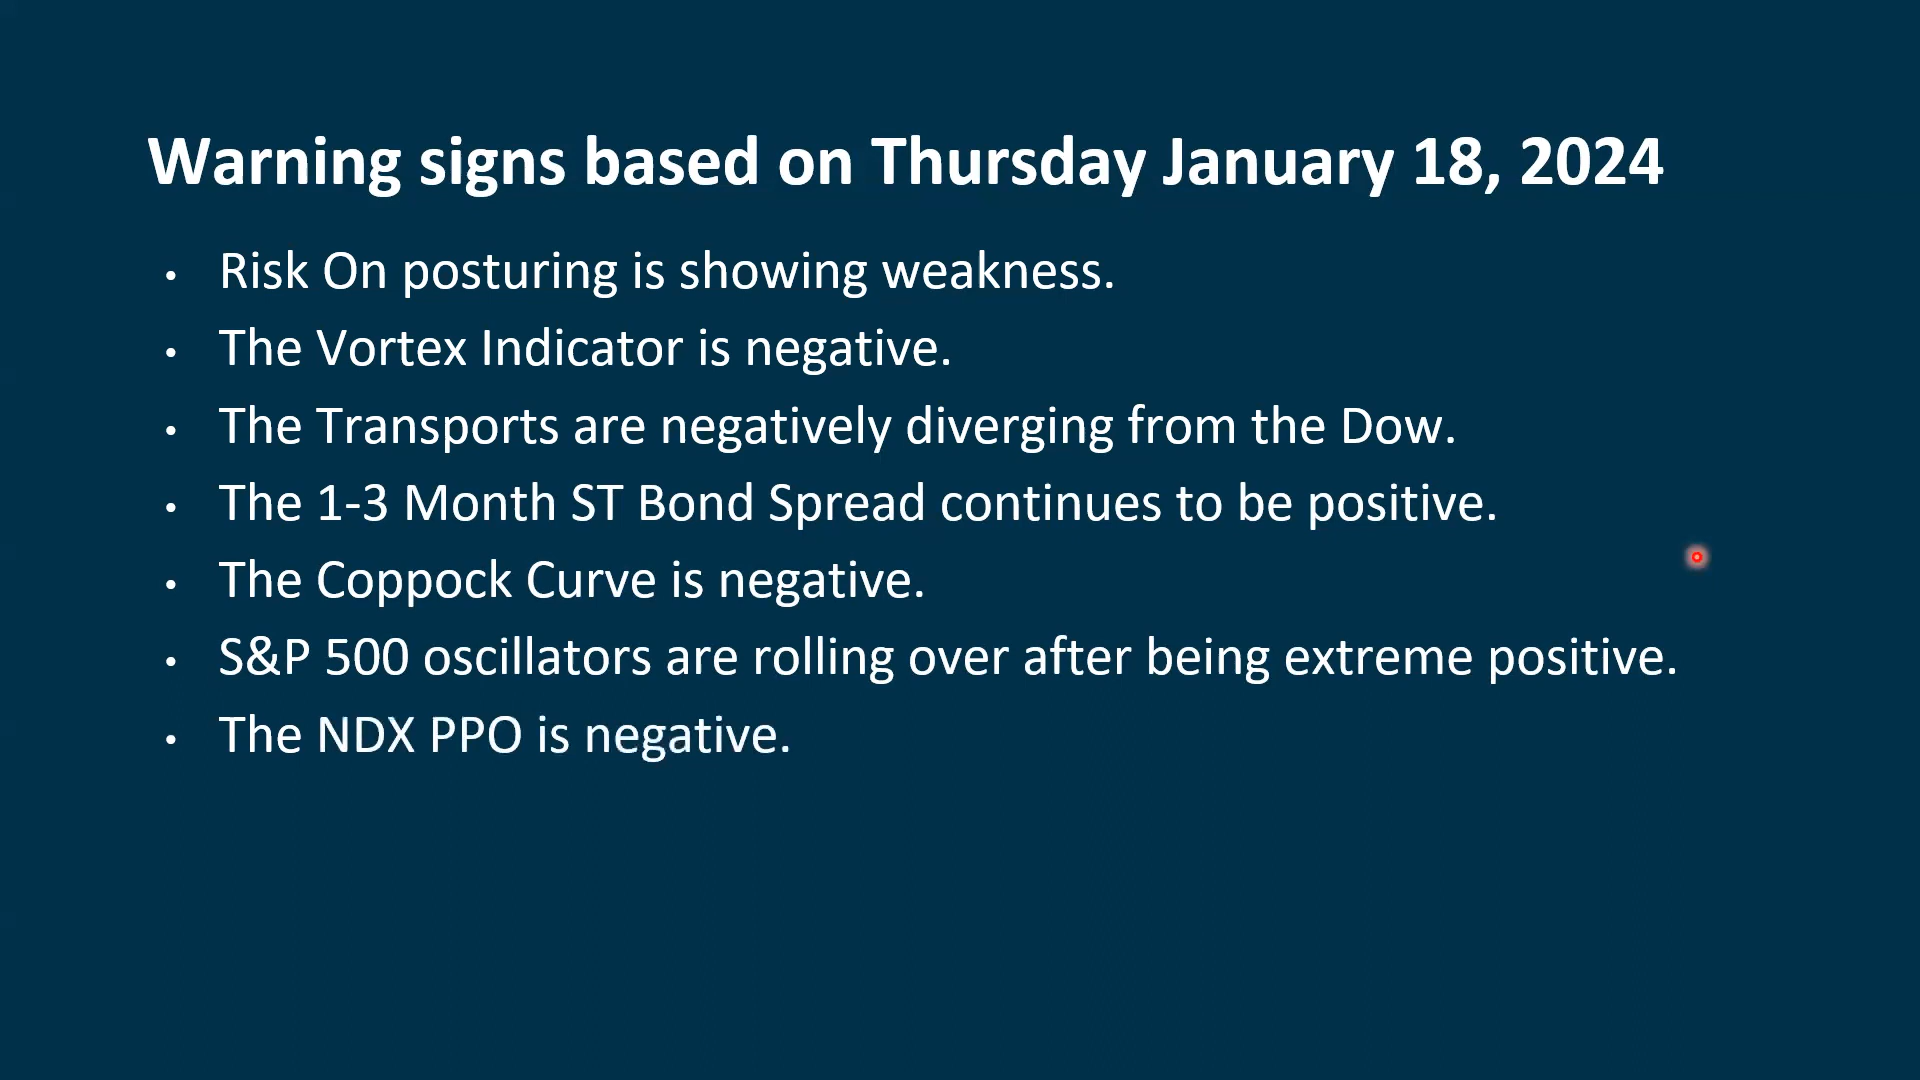 Warning signs based on Thursday January 18, 2024
• Risk On posturing is showing weakness.
• The Vortex Indicator is negative.
• The Transports are negatively diverging from the Dow.
• The 1-3 Month ST Bond Spread continues to be positive.
• The Coppock Curve is negative.
• S&P 500 oscillators are rolling over after being extreme positive.
• The NDX PPO is negative.